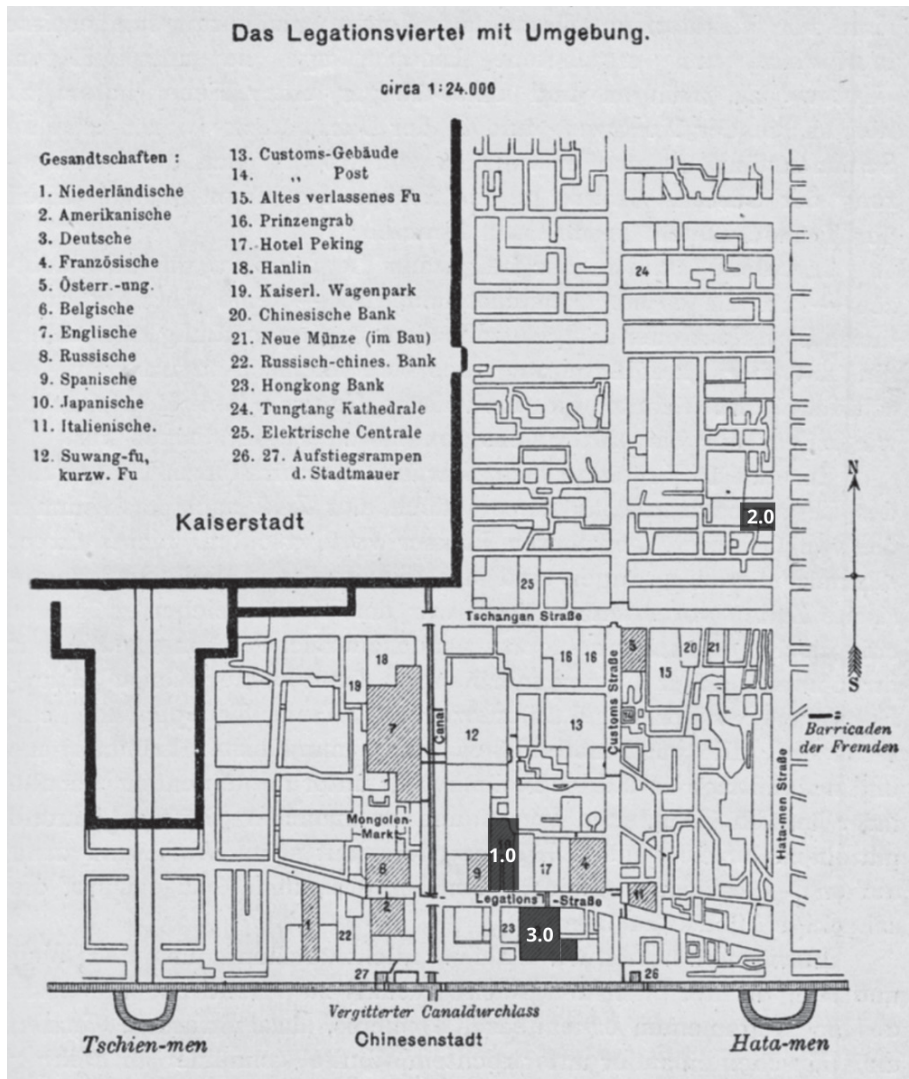 Das Legationsviertel mit Umgebung.
circa 1:24.000
Gesandtschaften :
1. Niederländische
2. Amerikanische
3. Deutsche
4. Französische
5. Österr.-ung.
6. Belgische
7. Englische
8. Russische
9. Spanische
10. Japanische
11. Italienische.
12. Suwang-fu,
kurzw. Fu
13. Customs-Gebäude
14. „ Post
15. Altes verlassenes Fu
16. Prinzengrab
17. Hotel Peking
18. Hanlin
19. Kaiserl. Wagenpark
20. Chinesische Bank
21. Neue Münze (im Bau)
22. Russisch-chines. Bank
23. Hongkong Bank
24. Tungtang Kathedrale
25. Elektrische Centrale
26. 27. Aufstiegsrampen
d. Stadtmauer
24
Kaiserstadt
N
2.0
25
Tschangan Straße
18
16
16
5
20
21
19
15
S
7
Canal
12
13
Customs Straße
Barricaden
der Fremden
Hata-men Straße
Mongolen-
Markt
1.0
6
9
17
4
Legations-Straße
11
1
2
22
23
3.0
27
26
Vergitterter Canaldurchlass
Tschien-men
Chinesenstadt
Hata-men